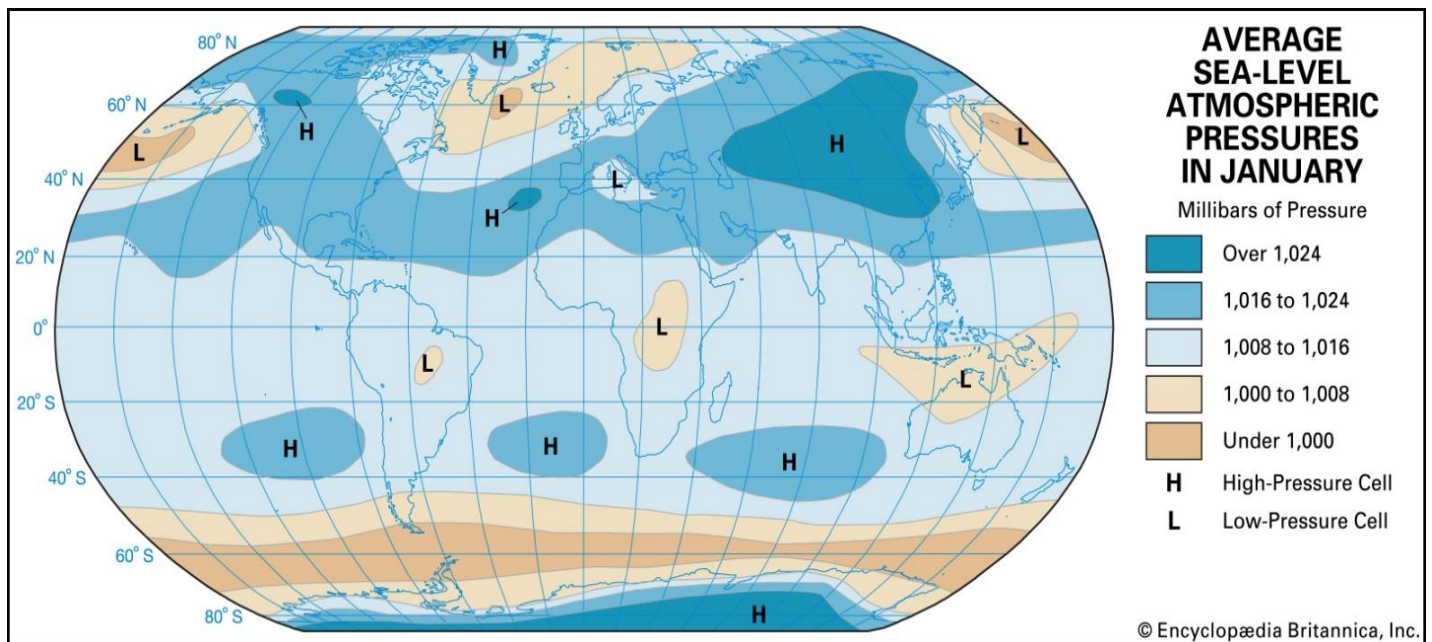 AVERAGE
SEA-LEVEL
ATMOSPHERIC
PRESSURES
IN JANUARY
Millibars of Pressure
Over 1,024
1,016 to 1,024
1,008 to 1,016
1,000 to 1,008
Under 1,000
H High-Pressure Cell
L Low-Pressure Cell
80° N
H
60° N
L
H
H
L
L
L
40° N
H
20° N
0°
L
L
L
20° S
H
H
H
40° S
60° S
80° S
H
© Encyclopædia Britannica, Inc.